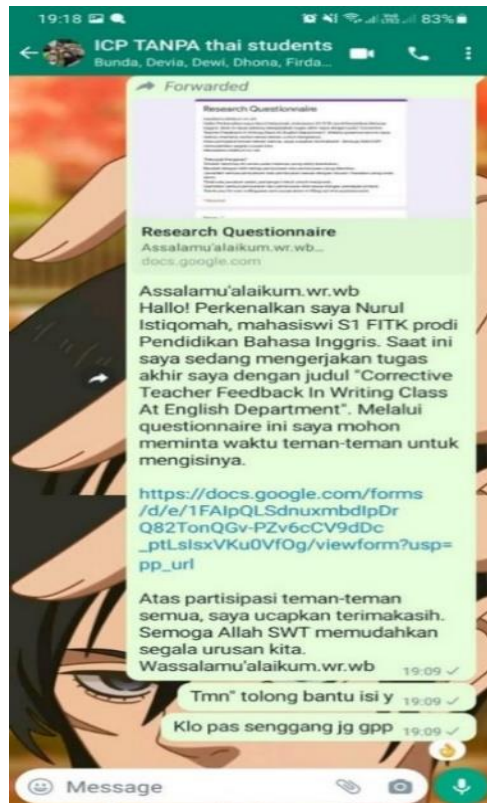 19:18
83%
ICP TANPA thai students
Bunda, Devia, Dewi, Dhona, Firda...
Forwarded
Research Questionnaire
Research Questionnaire
Assalamu'alaikum.wr.wb...
docs.google.com
Assalamu'alaikum.wr.wb
Hallo! Perkenalkan saya Nurul
Istiqomah, mahasiswi S1 FITK prodi
Pendidikan Bahasa Inggris. Saat ini
saya sedang mengerjakan tugas
akhir saya dengan judul "Corrective
Teacher Feedback In Writing Class
At English Department". Melalui
questionnaire ini saya mohon
meminta waktu teman-teman untuk
mengisinya.
https://docs.google.com/forms
/d/e/1FAIpQLSdnuxmbdIpDr
Q82TonQGv-PZv6cCV9dDc
_ptLsIsxVKu0VfOg/viewform?usp=
pp_url
Atas partisipasi teman-teman
semua, saya ucapkan terimakasih.
Semoga Allah SWT memudahkan
segala urusan kita.
Wassalamu'alaikum.wr.wb 19:09
Tmn" tolong bantu isi y 19:09
Klo pas senggang jg gpp 19:09
Message